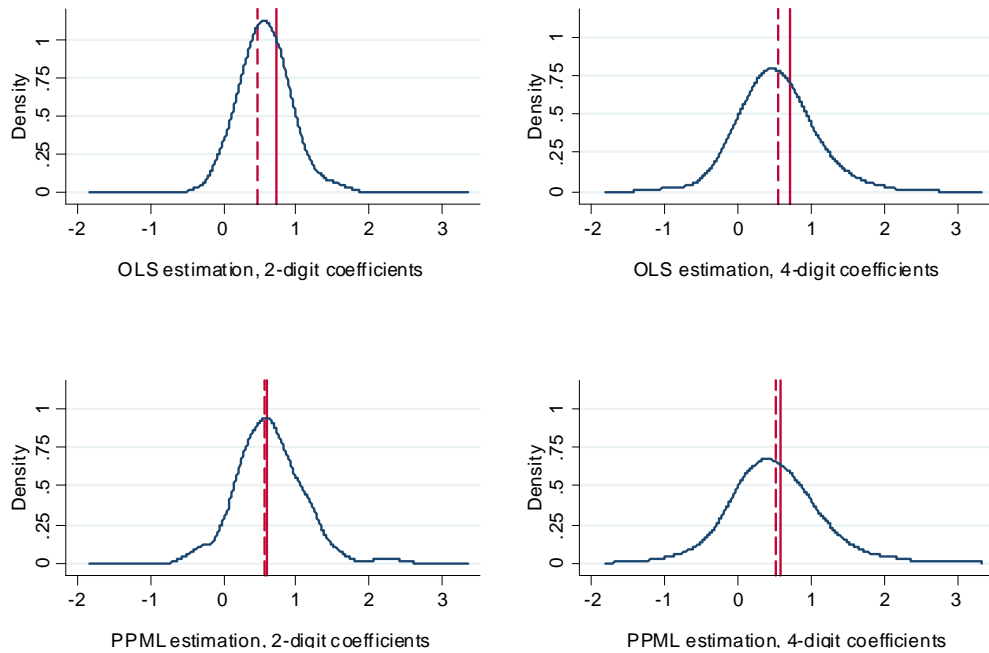 Density
0 .25 .5 .75 1
-2 -1 0 1 2 3
OLS estimation, 2-digit coefficients
Density
0 .25 .5 .75 1
-2 -1 0 1 2 3
OLS estimation, 4-digit coefficients
Density
0 .25 .5 .75 1
-2 -1 0 1 2 3
PPML estimation, 2-digit coefficients
Density
0 .25 .5 .75 1
-2 -1 0 1 2 3
PPML estimation, 4-digit coefficients